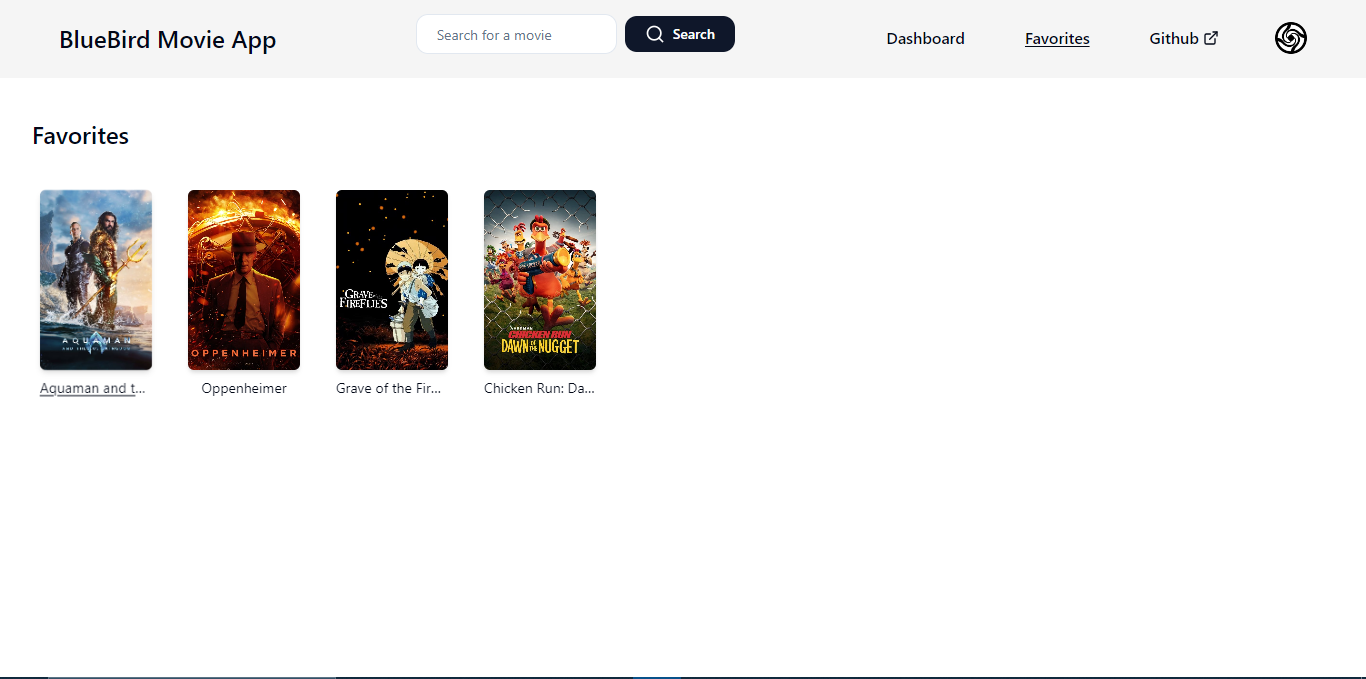 BlueBird Movie App
Search for a movie
Search
Dashboard
Favorites
Github
Favorites
AQUAMAN
OPPENHEIMER
GRAVE OF THE
FIREFLIES
CHICKEN RUN
DAWN OF THE NUGGET
Aquaman and t...
Oppenheimer
Grave of the Fir...
Chicken Run: Da...